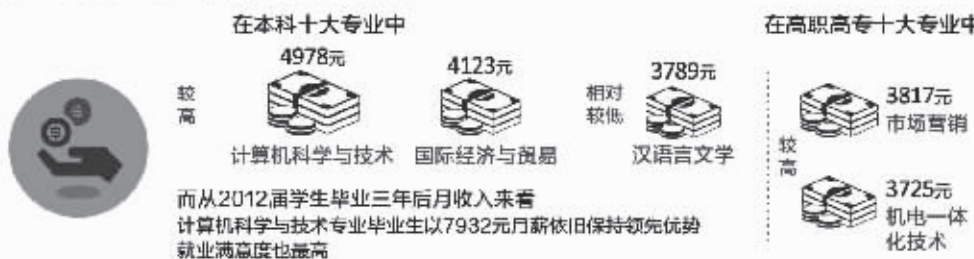 在本科十大专业中
较高
4978元
计算机科学与技术
4123元
国际经济与贸易
相对较低
3789元
汉语言文学
而从2012届学生毕业三年后月收入来看
计算机科学与技术专业毕业生以7932元月薪依旧保持领先优势
就业满意度也最高
在高职高专十大专业中
较高
3817元
市场营销
3725元
机电一体
化技术